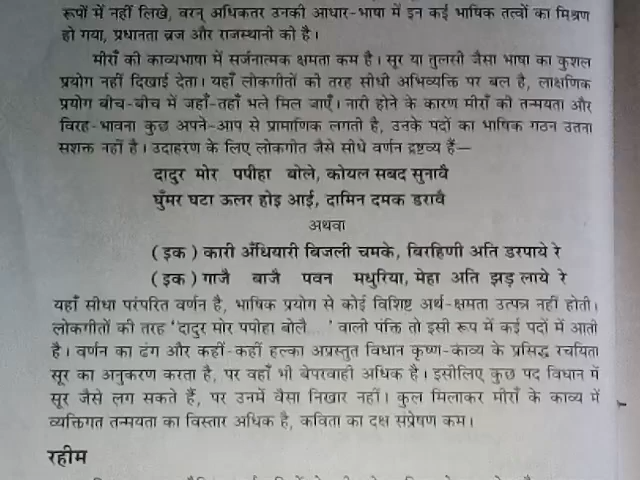 रूपों में नहीं लिखे, वरन् अधिकतर उनकी आधार-भाषा में इन कई भाषिक तत्वों का मिश्रण
हो गया, प्रधानता ब्रज और राजस्थानी को है।
मीराँ की काव्यभाषा में सर्जनात्मक क्षमता कम है। सूर या तुलसी जैसा भाषा का कुशल
प्रयोग नहीं दिखाई देता। यहाँ लोकगीतों को तरह सीधी अभिव्यक्ति पर बल है, लाक्षणिक
प्रयोग बीच-बीच में जहाँ-तहाँ भले मिल जाएँ। नारी होने के कारण मीराँ को तन्मयता और
विरह-भावना कुछ अपने-आप से प्रामाणिक लगती है, उनके पदों का भाषिक गठन उतना
सशक्त नहीं है। उदाहरण के लिए लोकगीत जैसे सीधे वर्णन द्रष्टव्य हैं—
दादुर मोर पपीहा बोले, कोयल सबद सुनावै
घुँमर घटा ऊलर होइ आई, दामिन दमक डरावै
अथवा
( इक ) कारी अँधियारी बिजली चमके, बिरहिणी अति डरपाये रे
( इक ) गाजै बाजै पवन मधुरिया, मेहा अति झड़ लाये रे
यहाँ सीधा परंपरित वर्णन है, भाषिक प्रयोग से कोई विशिष्ट अर्थ-क्षमता उत्पन्न नहीं होती।
लोकगीतों की तरह 'दादुर मोर पपीहा बोलै ...' वाली पंक्ति तो इसी रूप में कई पदों में आती
है। वर्णन का ढंग और कहीं-कहीं हल्का अप्रस्तुत विधान कृष्ण-काव्य के प्रसिद्ध रचयिता
सूर का अनुकरण करता है, पर वहाँ भी बेपरवाही अधिक है। इसीलिए कुछ पद विधान में
सूर जैसे लग सकते हैं, पर उनमें वैसा निखार नहीं। कुल मिलाकर मीराँ के काव्य में
व्यक्तिगत तन्मयता का विस्तार अधिक है, कविता का दक्ष संप्रेषण कम।
रहीम